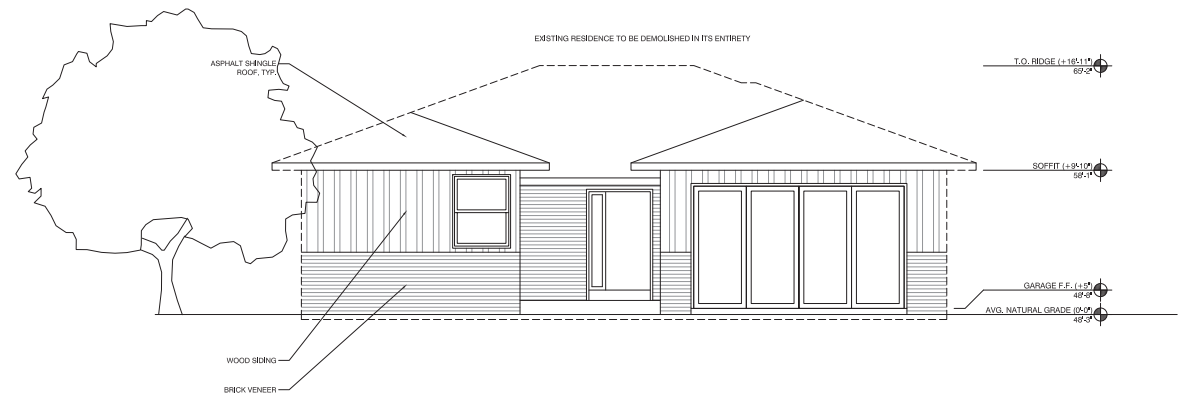 EXISTING RESIDENCE TO BE DEMOLISHED IN ITS ENTIRETY
ASPHALT SHINGLE
ROOF, TYP.
T.O. RIDGE (+16'-11")
65'-2"
SOFFIT (+9'-10")
58'-1"
GARAGE F.F. (+5")
48'-8"
AVG. NATURAL GRADE (0'-0")
48'-3"
WOOD SIDING
BRICK VENEER